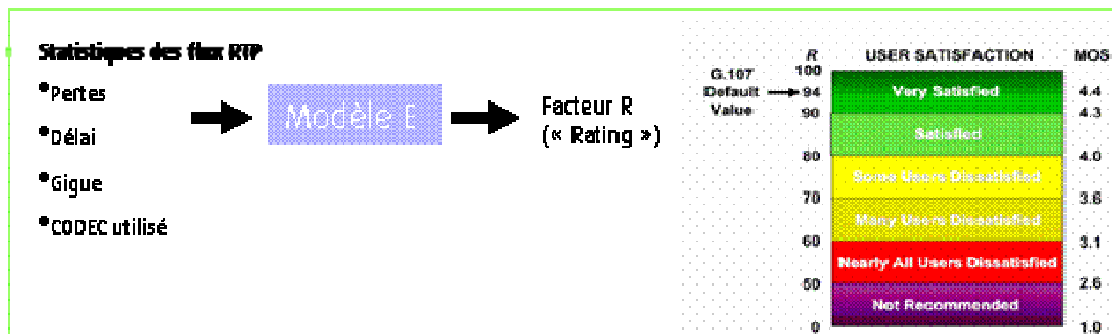 Statistiques des flux RTP
•Pertes
•Délai
•Gigue
•CODEC utilisé
Modèle E
Facteur R
(« Rating »)
R USER SATISFACTION MOS
G.107
Default
Value
100
94
90
80
70
60
50
0
Very Satisfied
Satisfied
Some Users Dissatisfied
Many Users Dissatisfied
Nearly All Users Dissatisfied
Not Recommended
4.4
4.3
4.0
3.6
3.1
2.6
1.0